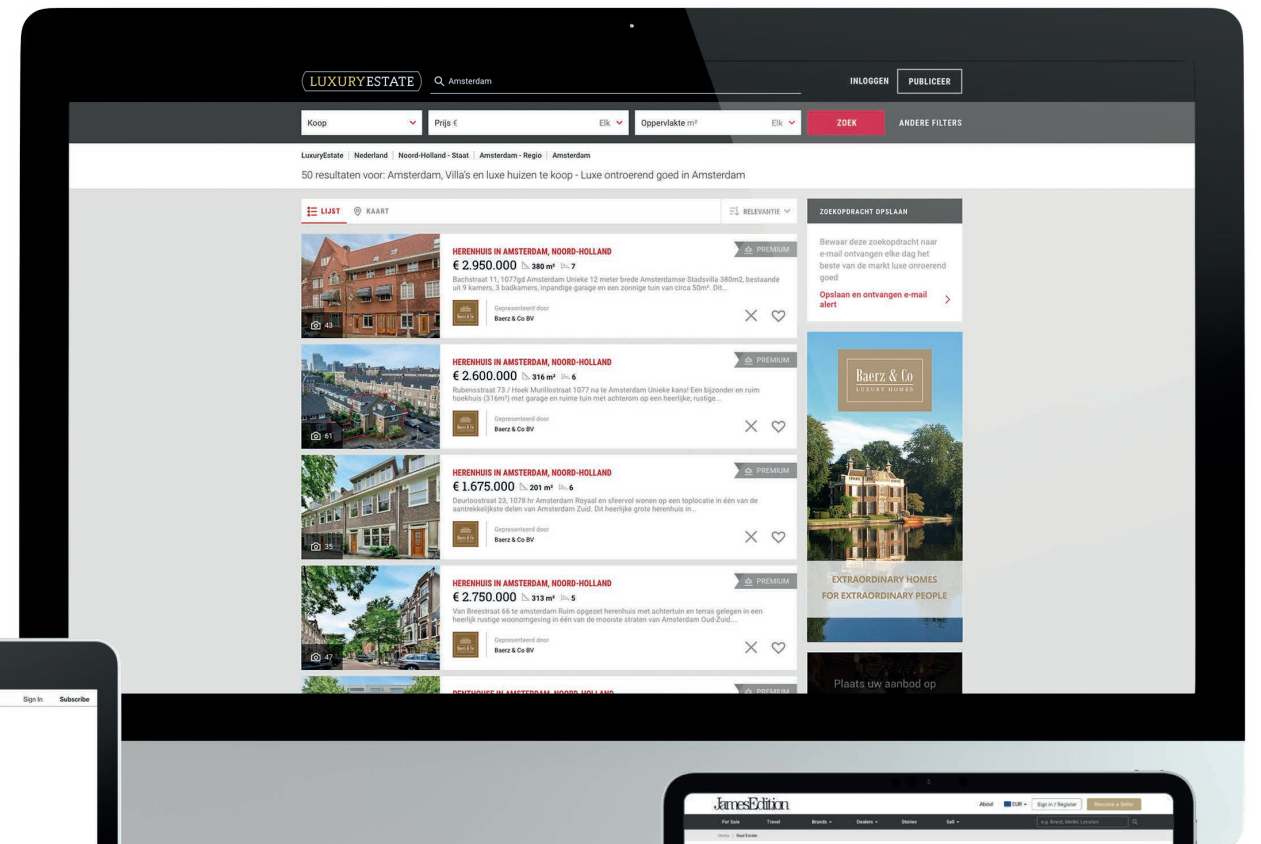 LUXURYESTATE
Amsterdam
INLOGGEN
PUBLICEER
Koop
Prijs €
Elk
Oppervlakte m²
Elk
ZOEK
ANDERE FILTERS
LuxuryEstate | Nederland | Noord-Holland - Staat | Amsterdam - Regio | Amsterdam
50 resultaten voor: Amsterdam, Villa's en luxe huizen te koop - Luxe ontroerend goed in Amsterdam
LIJST
KAART
RELEVANTIE
HERENHUIS IN AMSTERDAM, NOORD-HOLLAND
PREMIUM
€ 2.950.000 380 m² 7
Bachstraat 11, 1077gd Amsterdam Unieke 12 meter brede Amsterdamse Stadsvilla 380m2, bestaande
uit 9 kamers, 3 badkamers, inpandige garage en een zonnige tuin van circa 50m². Dit...
Gepresenteerd door
Baerz & Co BV
43
HERENHUIS IN AMSTERDAM, NOORD-HOLLAND
PREMIUM
€ 2.600.000 316 m² 6
Rubensstraat 73 / Hoek Murillostraat 1077 na te Amsterdam Unieke kans! Een bijzonder en ruim
hoekhuis (316m²) met garage en ruime tuin met achterom op een heerlijke, rustige...
Gepresenteerd door
Baerz & Co BV
61
HERENHUIS IN AMSTERDAM, NOORD-HOLLAND
PREMIUM
€ 1.675.000 201 m² 6
Deurloostraat 23, 1078 hr Amsterdam Royaal en sfeervol wonen op een toplocatie in één van de
aantrekkelijkste delen van Amsterdam Zuid. Dit heerlijke grote herenhuis in...
Gepresenteerd door
Baerz & Co BV
35
HERENHUIS IN AMSTERDAM, NOORD-HOLLAND
PREMIUM
€ 2.750.000 313 m² 5
Van Breestraat 66 te amsterdam Ruim opgezet herenhuis met achtertuin en terras gelegen in een
heerlijk rustige woonomgeving in één van de mooiste straten van Amsterdam Oud-Zuid....
Gepresenteerd door
Baerz & Co BV
47
PENTHOUSE IN AMSTERDAM, NOORD-HOLLAND
PREMIUM
ZOEKOPDRACHT OPSLAAN
Bewaar deze zoekopdracht naar
e-mail ontvangen elke dag het
beste van de markt luxe onroerend
goed
Opslaan en ontvangen e-mail
alert
Baerz & Co
LUXURY HOMES
EXTRAORDINARY HOMES
FOR EXTRAORDINARY PEOPLE
Plaats uw aanbod op
Sign In
Subscribe
JamesEdition
About
EUR
Sign in / Register
Become a Seller
For Sale
Travel
Brands
Dealers
Stories
Sell
e.g. Brand, Model, Location
Home / Real Estate